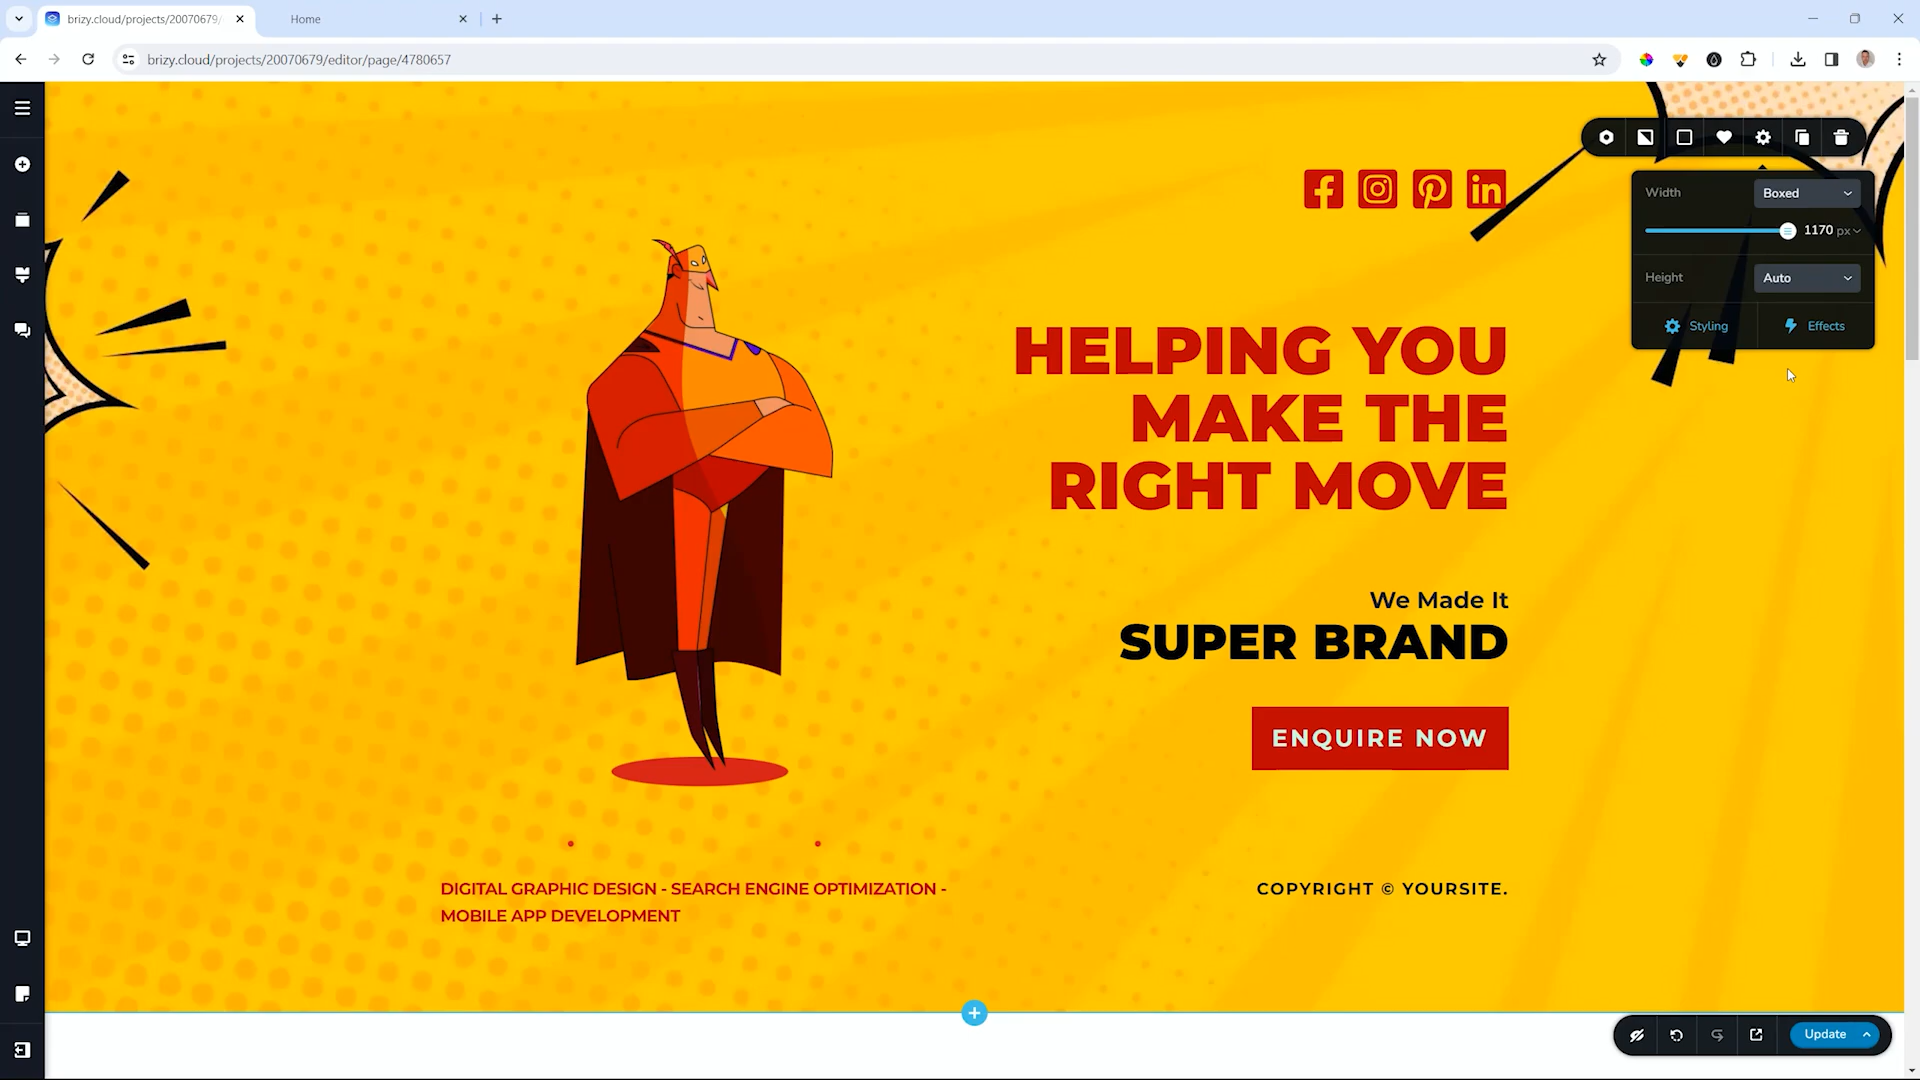 brizy.cloud/projects/20070679/
Home
brizy.cloud/projects/20070679/editor/page/4780657
Width
Boxed
1170 px
Height
Auto
Styling
Effects
HELPING YOU
MAKE THE
RIGHT MOVE
We Made It
SUPER BRAND
ENQUIRE NOW
DIGITAL GRAPHIC DESIGN - SEARCH ENGINE OPTIMIZATION -
MOBILE APP DEVELOPMENT
COPYRIGHT © YOURSITE.
Update